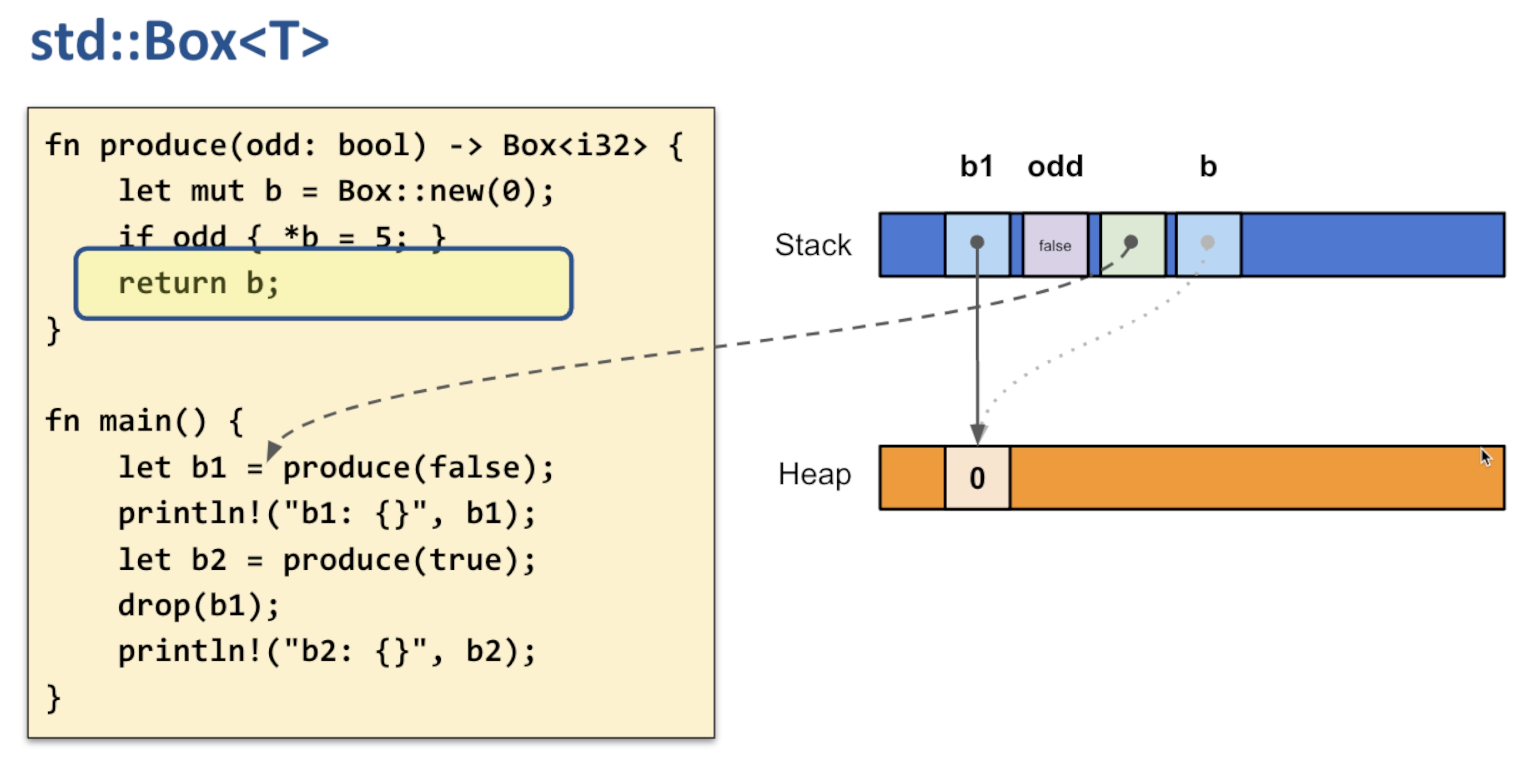 std::Box<T>
fn produce(odd: bool) -> Box<i32> {
let mut b = Box::new(0);
if odd { *b = 5; }
return b;
}
fn main() {
let b1 = produce(false);
println!("b1: {}", b1);
let b2 = produce(true);
drop(b1);
println!("b2: {}", b2);
}
b1 odd b
Stack false
Heap 0